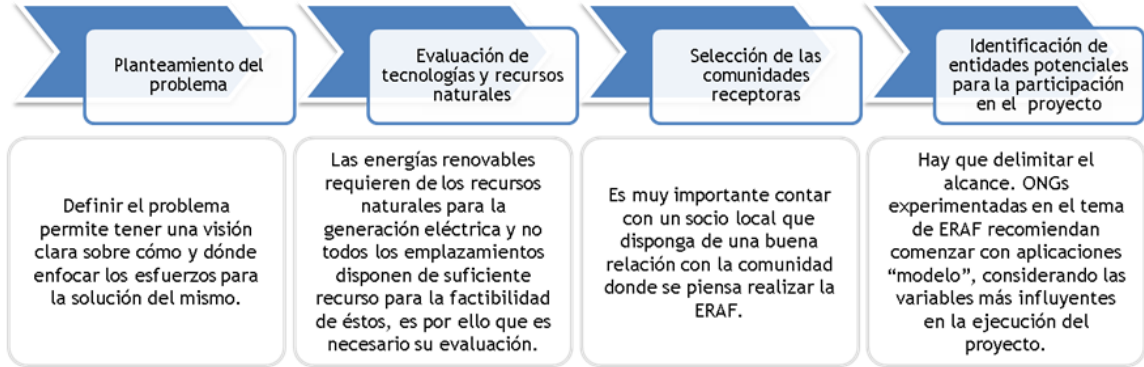 Planteamiento del
problema
Evaluación de
tecnologías y recursos
naturales
Selección de las
comunidades
receptoras
Identificación de
entidades potenciales
para la participación
en el proyecto
Definir el problema
permite tener una visión
clara sobre cómo y dónde
enfocar los esfuerzos para
la solución del mismo.
Las energías renovables
requieren de los recursos
naturales para la
generación eléctrica y no
todos los emplazamientos
disponen de suficiente
recurso para la factibilidad
de éstos, es por ello que es
necesario su evaluación.
Es muy importante contar
con un socio local que
disponga de una buena
relación con la comunidad
donde se piensa realizar la
ERAF.
Hay que delimitar el
alcance. ONGs
experimentadas en el tema
de ERAF recomiendan
comenzar con aplicaciones
“modelo”, considerando las
variables más influyentes
en la ejecución del
proyecto.